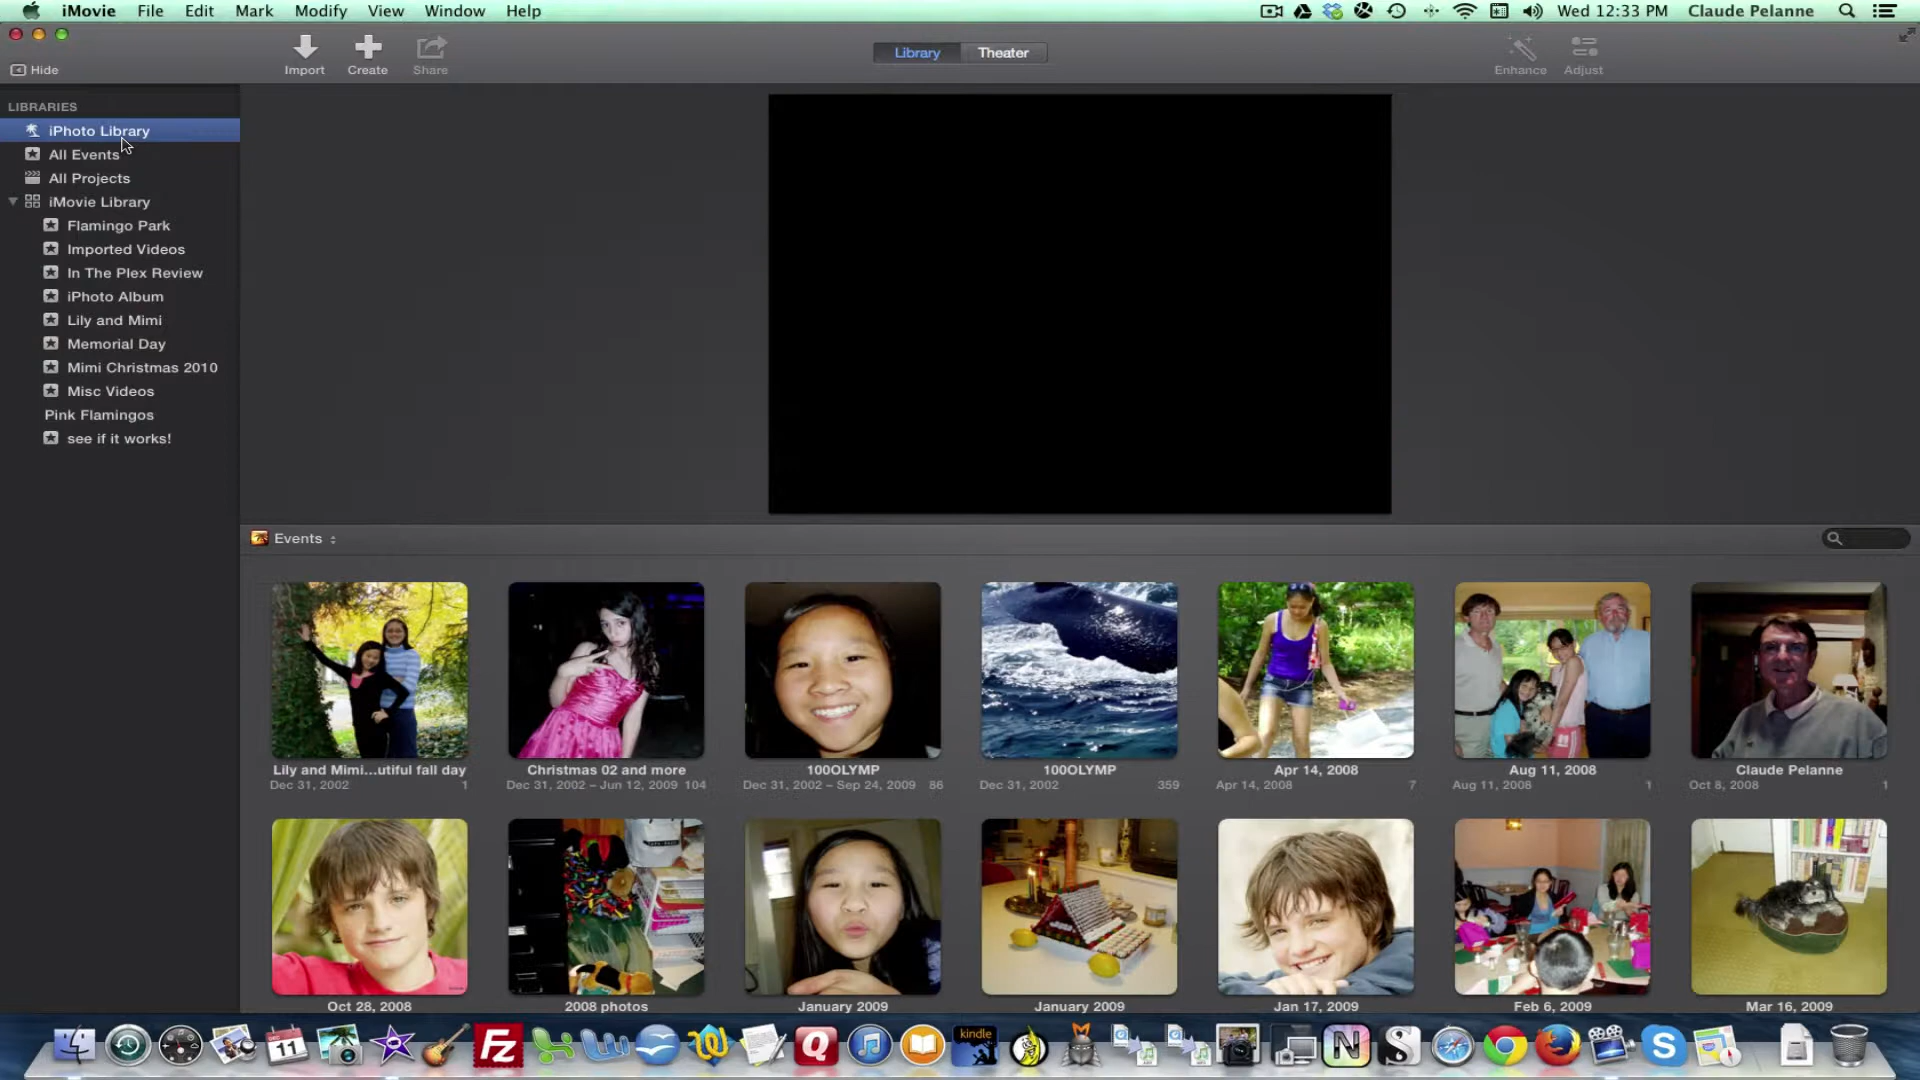 iMovie File Edit Mark Modify View Window Help Wed 12:33 PM Claude Pelanne
Hide Import Create Share Library Theater Enhance Adjust
LIBRARIES
iPhoto Library
All Events
All Projects
iMovie Library
Flamingo Park
Imported Videos
In The Plex Review
iPhoto Album
Lily and Mimi
Memorial Day
Mimi Christmas 2010
Misc Videos
Pink Flamingos
see if it works!
Events
Lily and Mimi...utiful fall day Christmas 02 and more 100OLYMP 100OLYMP Apr 14, 2008 Aug 11, 2008 Claude Pelanne
Dec 31, 2002 1 Dec 31, 2002 – Jun 12, 2009 104 Dec 31, 2002 – Sep 24, 2009 86 Dec 31, 2002 359 Apr 14, 2008 7 Aug 11, 2008 1 Oct 8, 2008 1
Oct 28, 2008 2008 photos January 2009 January 2009 Jan 17, 2009 Feb 6, 2009 Mar 16, 2009
11 Fz Q kindle N S S